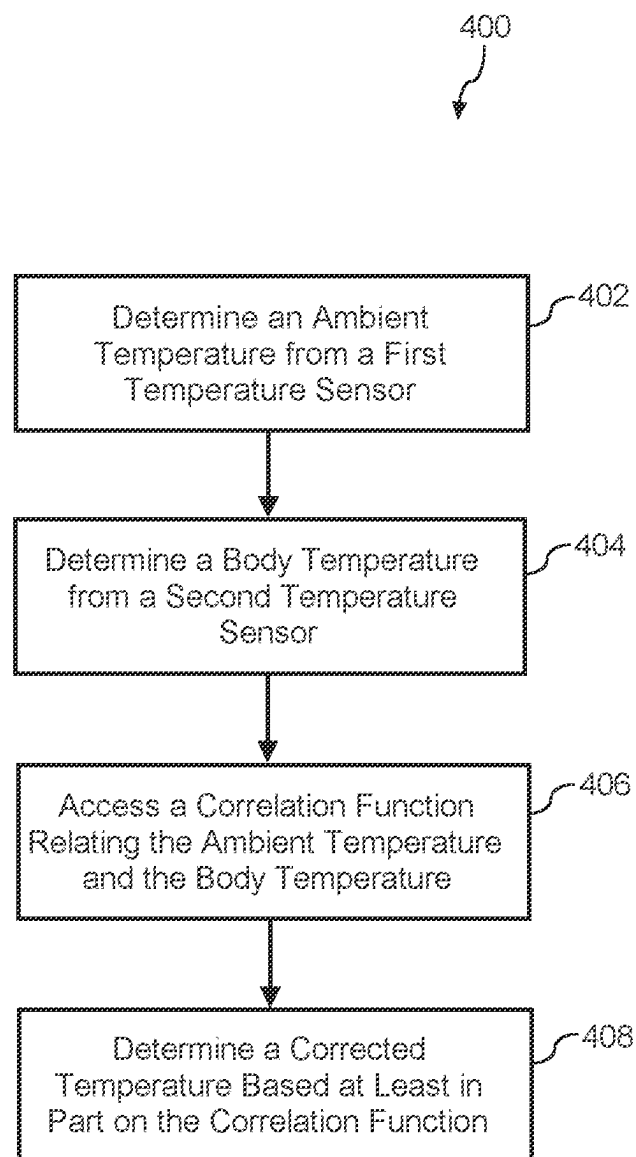 400
Determine an Ambient
Temperature from a First
Temperature Sensor
402
Determine a Body Temperature
from a Second Temperature
Sensor
404
Access a Correlation Function
Relating the Ambient Temperature
and the Body Temperature
406
Determine a Corrected
Temperature Based at Least in
Part on the Correlation Function
408